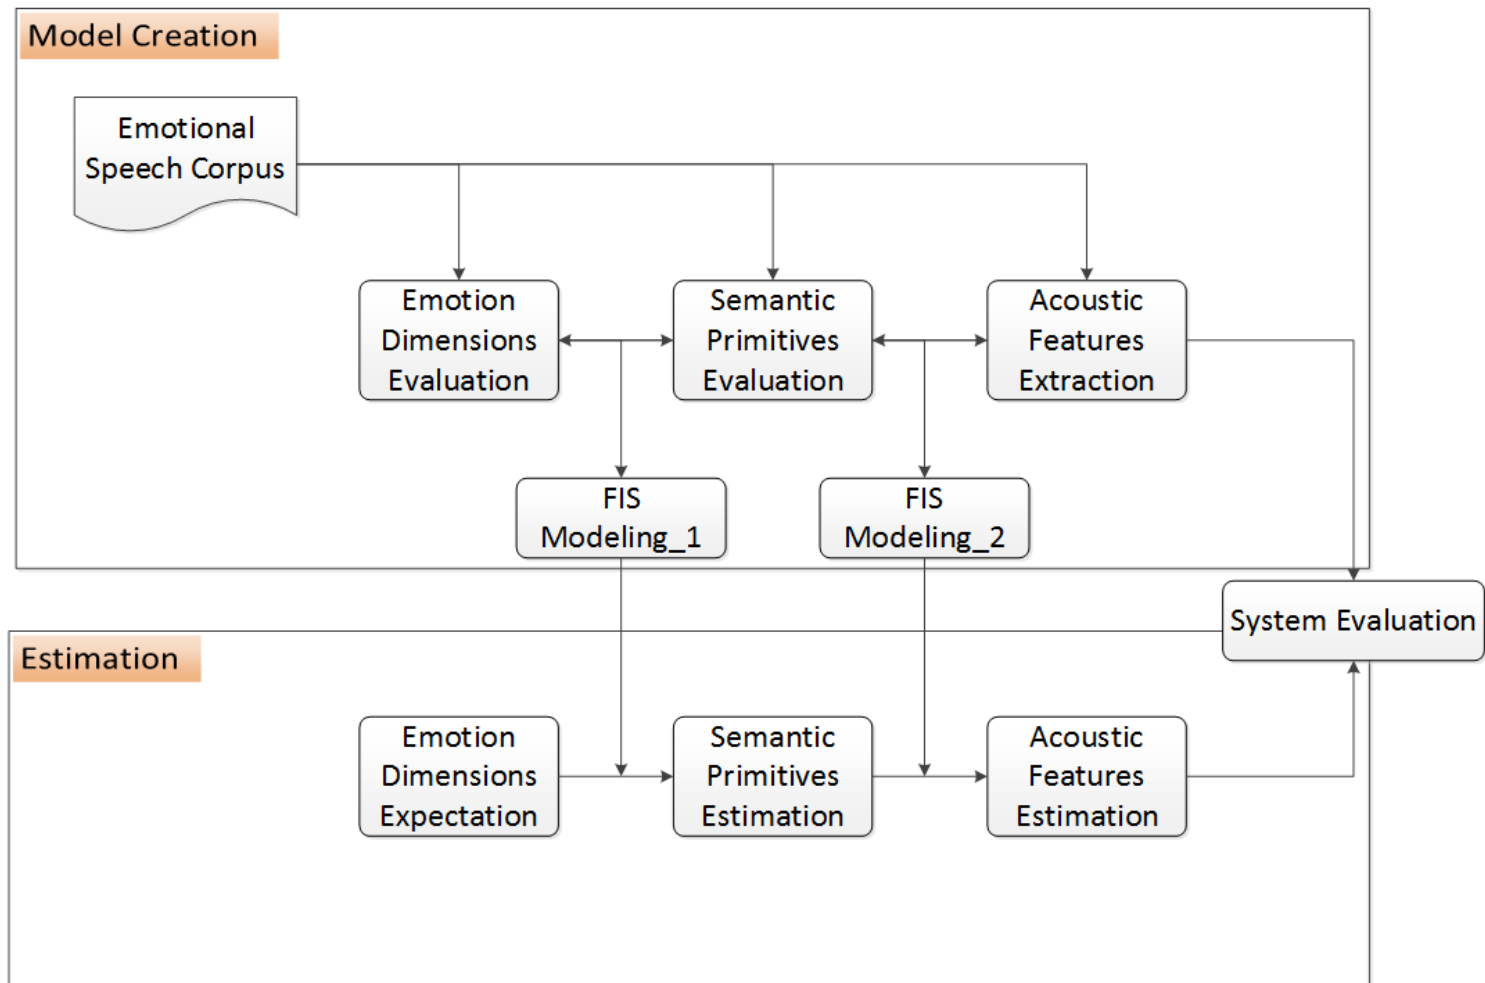 Model Creation
Emotional
Speech Corpus
Emotion
Dimensions
Evaluation
Semantic
Primitives
Evaluation
Acoustic
Features
Extraction
FIS
Modeling_1
FIS
Modeling_2
System Evaluation
Estimation
Emotion
Dimensions
Expectation
Semantic
Primitives
Estimation
Acoustic
Features
Estimation